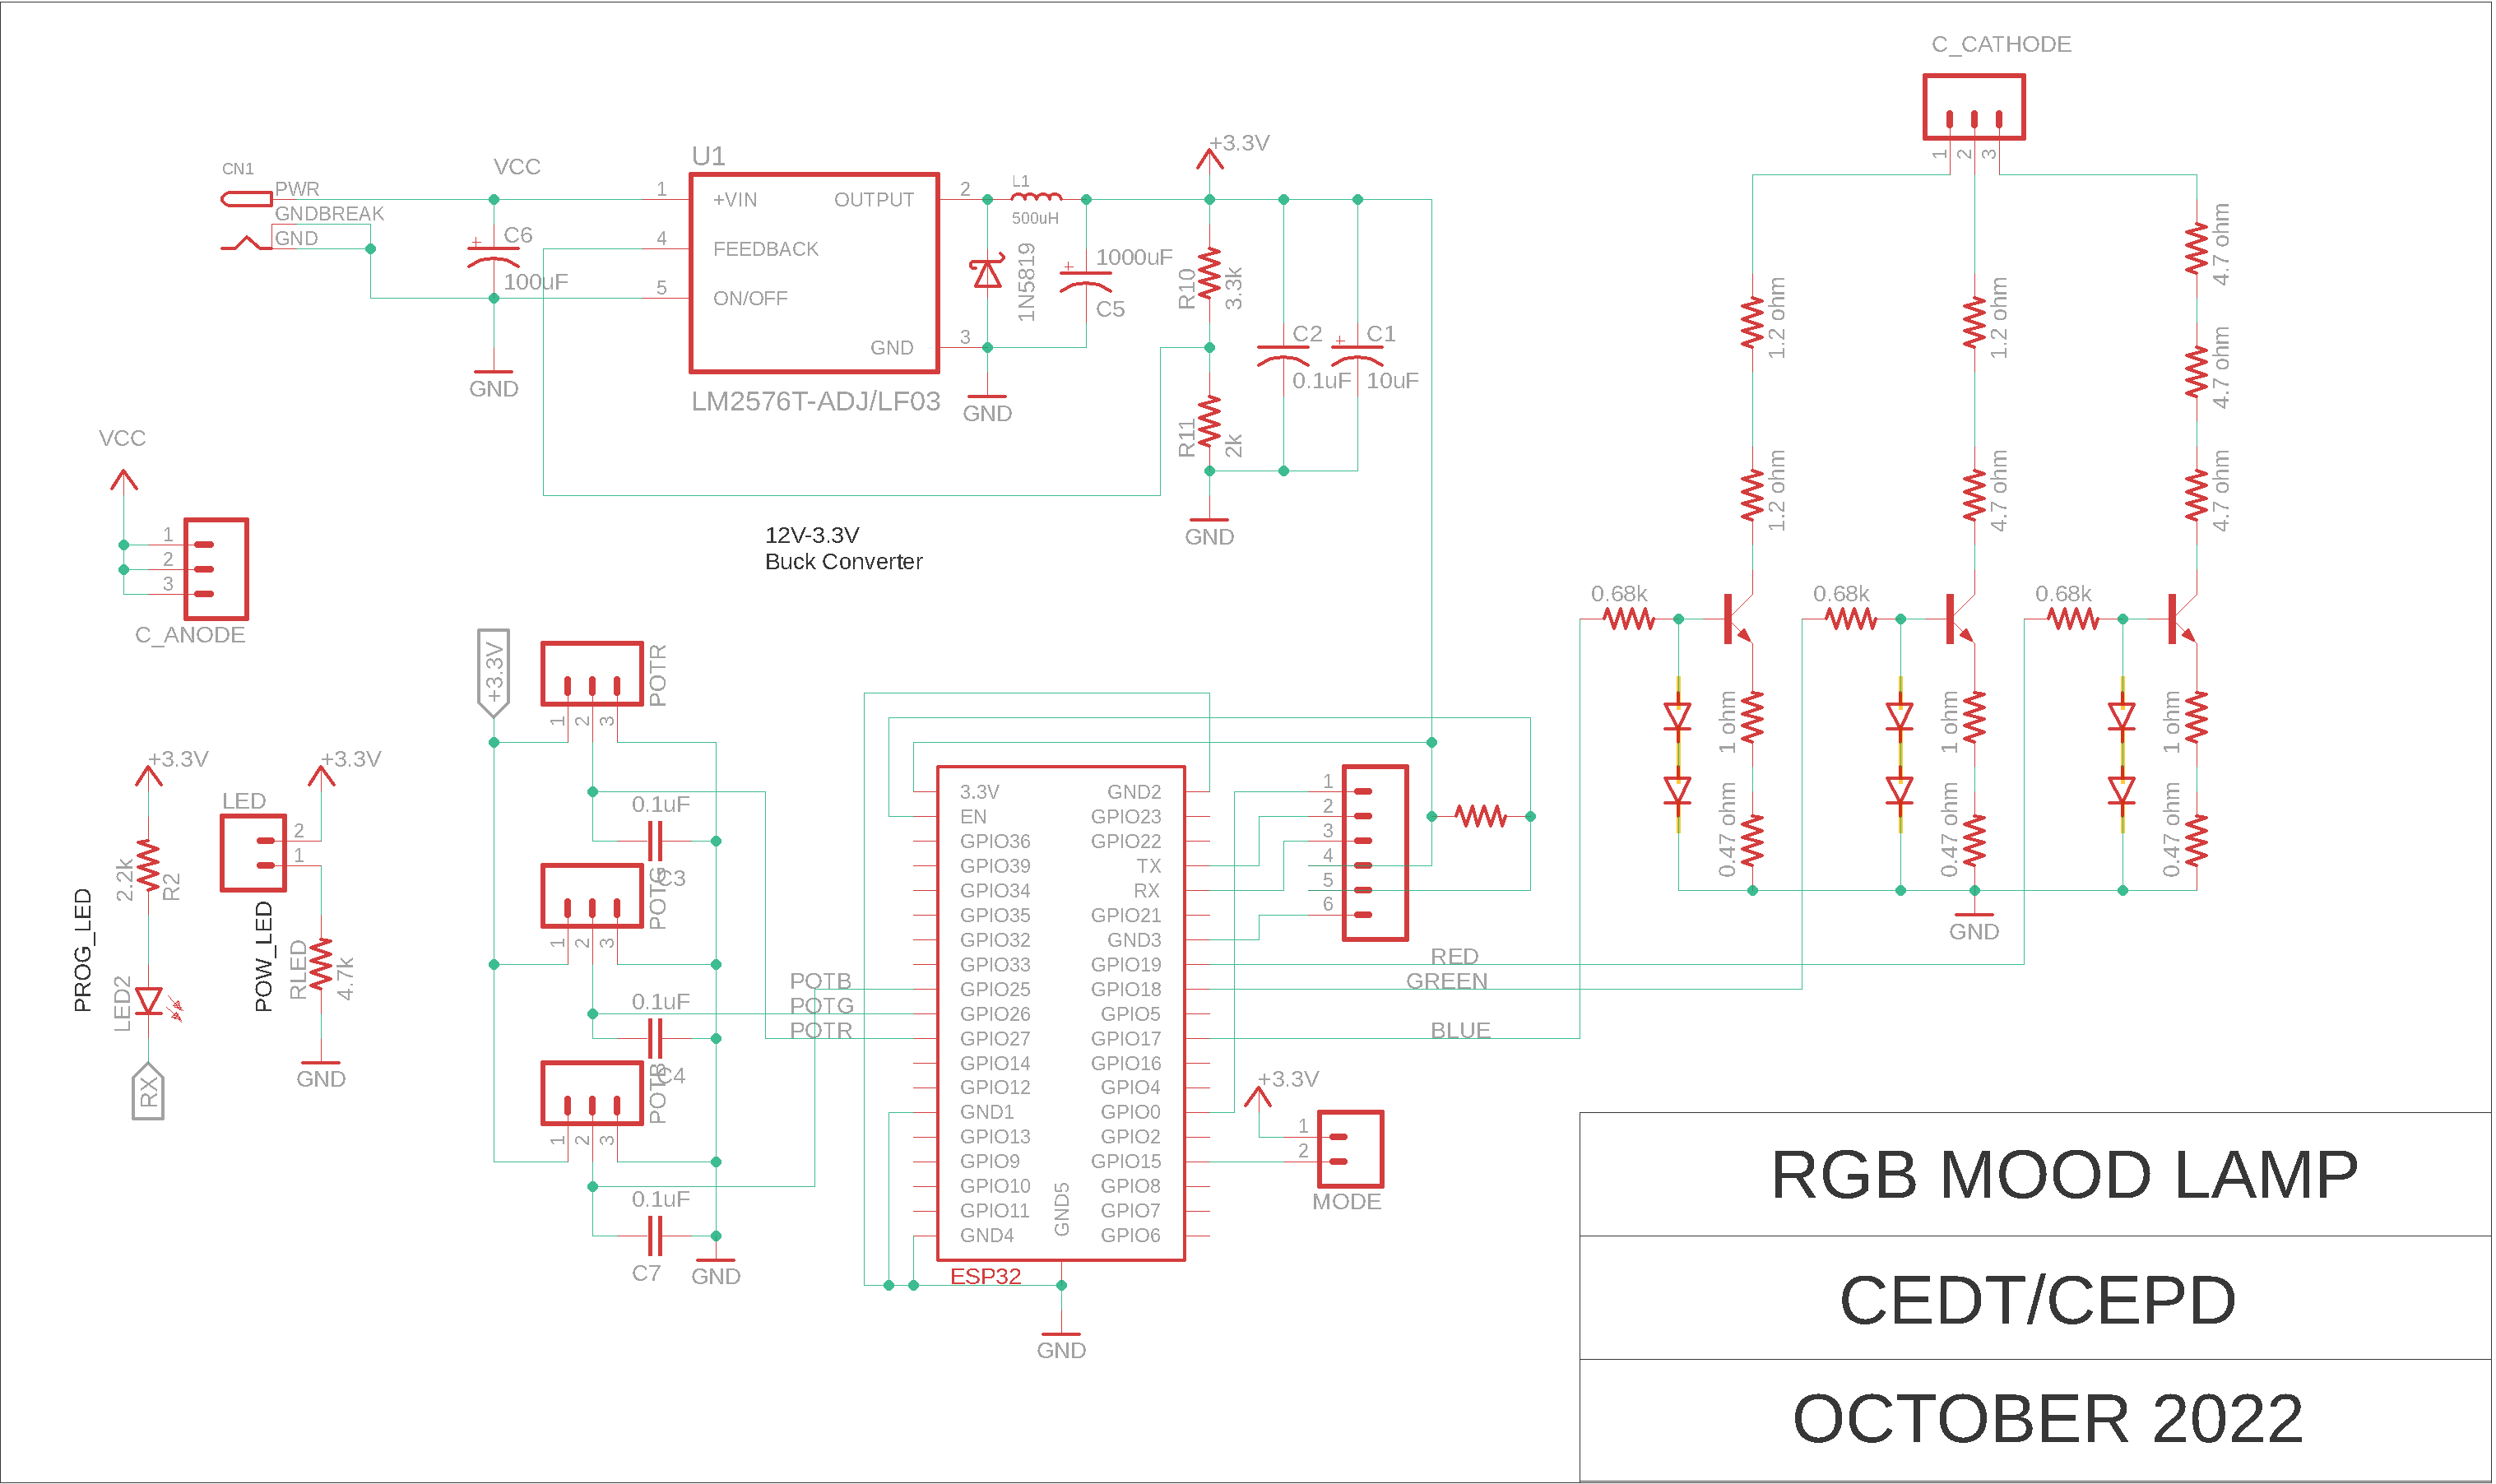 C_CATHODE
1
2
3
CN1
PWR
GNDBREAK
GND
VCC
C6
+
100uF
GND
U1
1
4
5
+VIN
FEEDBACK
ON/OFF
OUTPUT
GND
2
3
LM2576T-ADJ/LF03
L1
500uH
1N5819
GND
1000uF
+
C5
+3.3V
R10
3.3k
R11
2k
C2
0.1uF
+
C1
10uF
GND
12V-3.3V
Buck Converter
VCC
1
2
3
C_ANODE
1.2 ohm
1.2 ohm
4.7 ohm
4.7 ohm
1.2 ohm
4.7 ohm
4.7 ohm
0.68k
0.68k
0.68k
1 ohm
1 ohm
1 ohm
0.47 ohm
0.47 ohm
0.47 ohm
GND
+3.3V
POTR
1
2
3
0.1uF
C3
POTG
1
2
3
0.1uF
C4
POTB
1
2
3
0.1uF
C7
GND
POTB
POTG
POTR
+3.3V
2.2k
R2
PROG_LED
LED2
RX
+3.3V
LED
2
1
POW_LED
RLED
4.7k
GND
3.3V
EN
GPIO36
GPIO39
GPIO34
GPIO35
GPIO32
GPIO33
GPIO25
GPIO26
GPIO27
GPIO14
GPIO12
GND1
GPIO13
GPIO9
GPIO10
GPIO11
GND4
GND2
GPIO23
GPIO22
TX
RX
GPIO21
GND3
GPIO19
GPIO18
GPIO5
GPIO17
GPIO16
GPIO4
GPIO0
GPIO2
GPIO15
GPIO8
GPIO7
GPIO6
GND5
ESP32
GND
1
2
3
4
5
6
RED
GREEN
BLUE
+3.3V
1
2
MODE
RGB MOOD LAMP
CEDT/CEPD
OCTOBER 2022